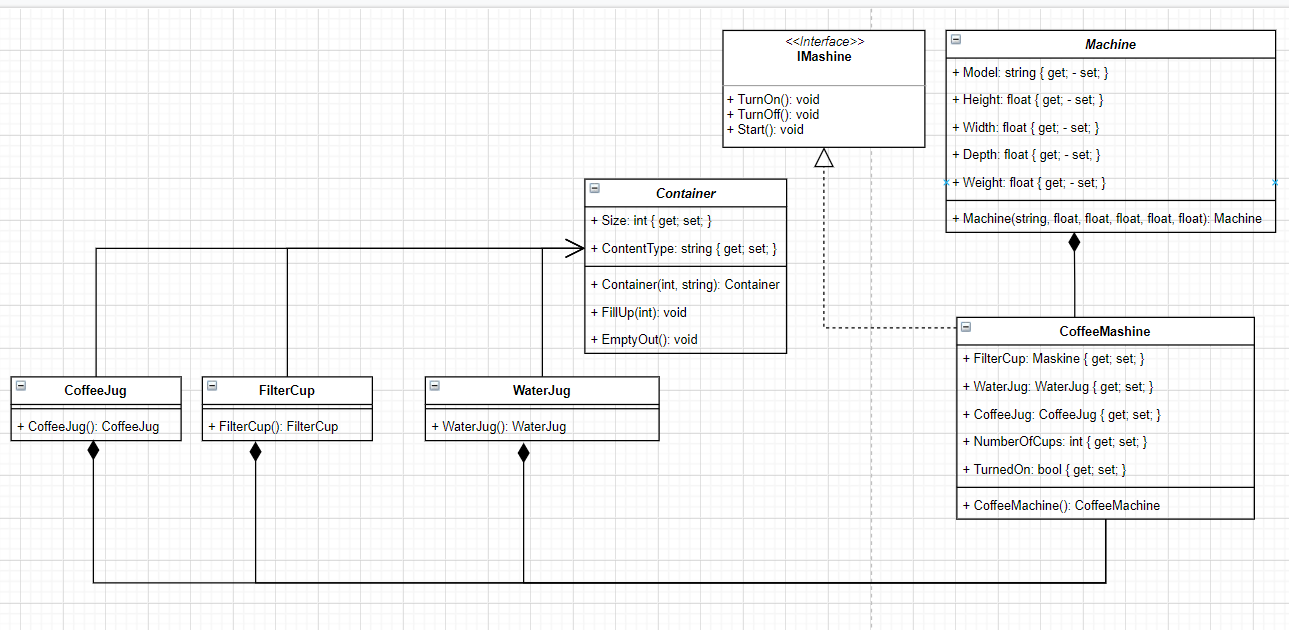 <<Interface>>
IMashine
+ TurnOn(): void
+ TurnOff(): void
+ Start(): void
Machine
+ Model: string { get; - set; }
+ Height: float { get; - set; }
+ Width: float { get; - set; }
+ Depth: float { get; - set; }
+ Weight: float { get; - set; }
+ Machine(string, float, float, float, float, float): Machine
Container
+ Size: int { get; set; }
+ ContentType: string { get; set; }
+ Container(int, string): Container
+ FillUp(int): void
+ EmptyOut(): void
CoffeeJug
+ CoffeeJug(): CoffeeJug
FilterCup
+ FilterCup(): FilterCup
WaterJug
+ WaterJug(): WaterJug
CoffeeMashine
+ FilterCup: Maskine { get; set; }
+ WaterJug: WaterJug { get; set; }
+ CoffeeJug: CoffeeJug { get; set; }
+ NumberOfCups: int { get; set; }
+ TurnedOn: bool { get; set; }
+ CoffeeMachine(): CoffeeMachine